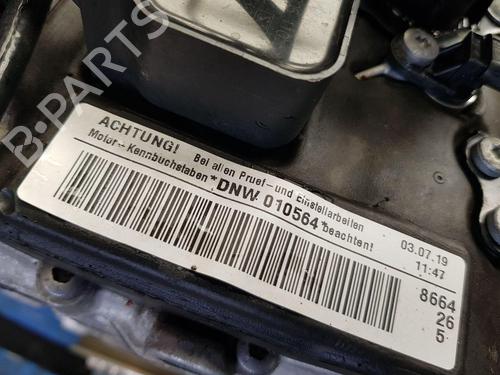 B-PARTS
ACHTUNG! Bei allen Pruef-und Einstellarbeiten
Motor-Kennbuchstaben *DNW 010564* beachten!
03.07.19
11:47
8664
26
5